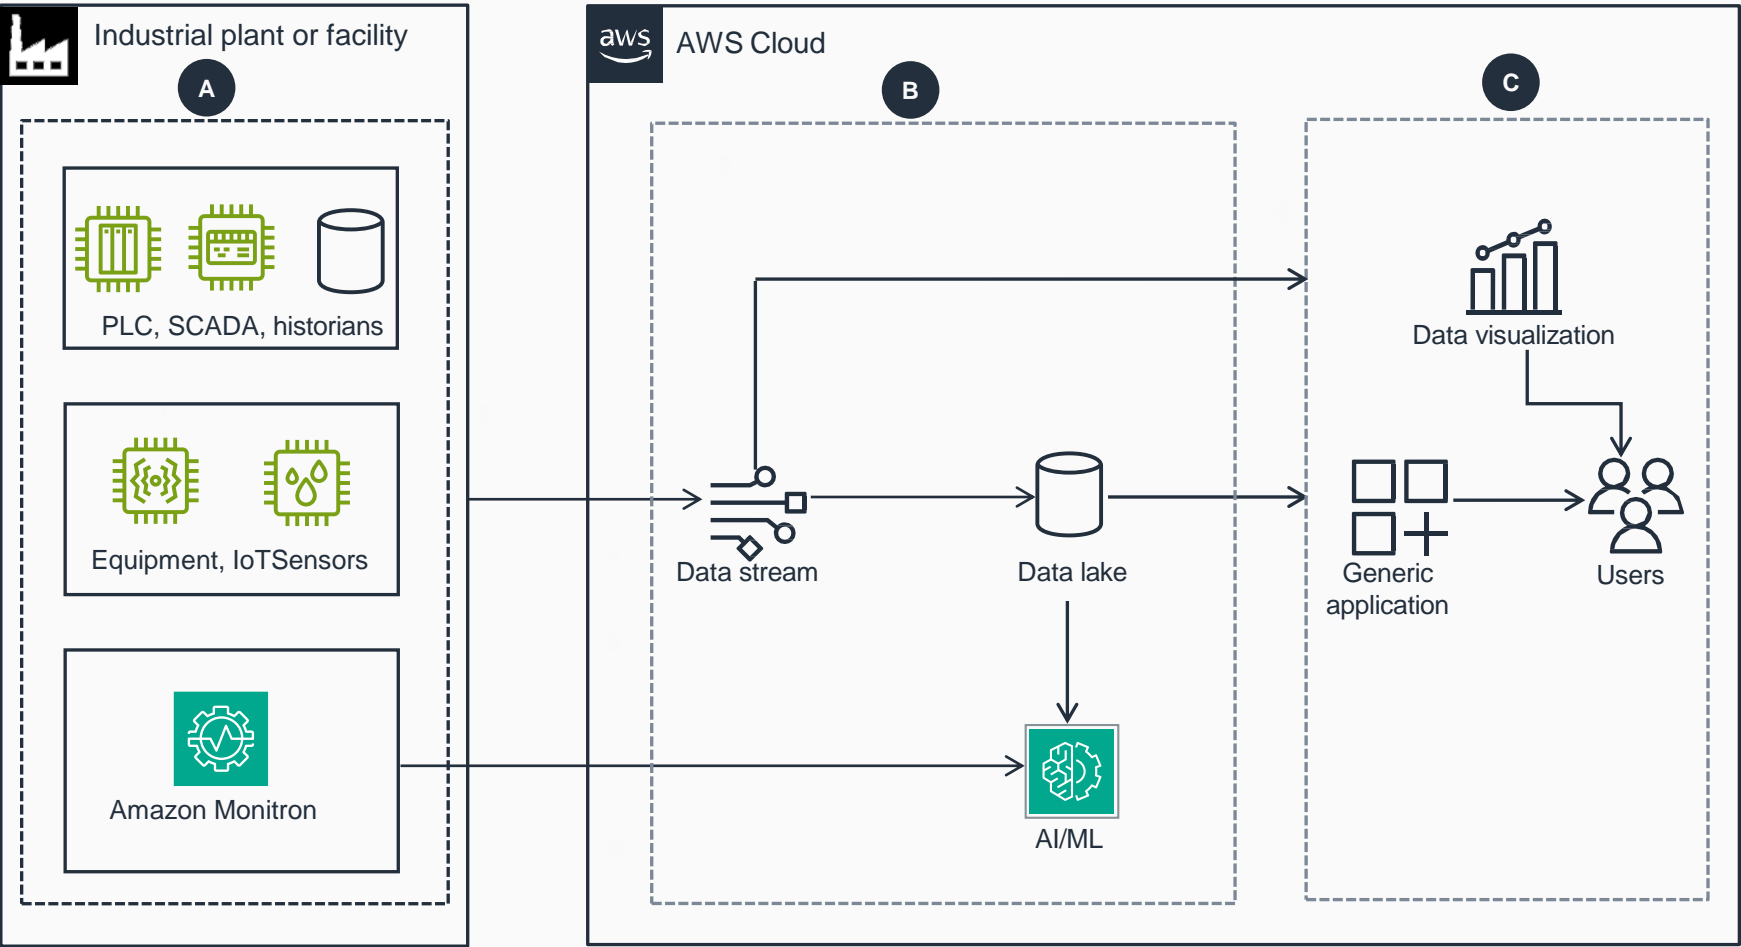 Industrial plant or facility
A
PLC, SCADA, historians
Equipment, IoTSensors
Amazon Monitron
aws
AWS Cloud
B
Data stream
Data lake
AI/ML
C
Data visualization
Generic
application
Users